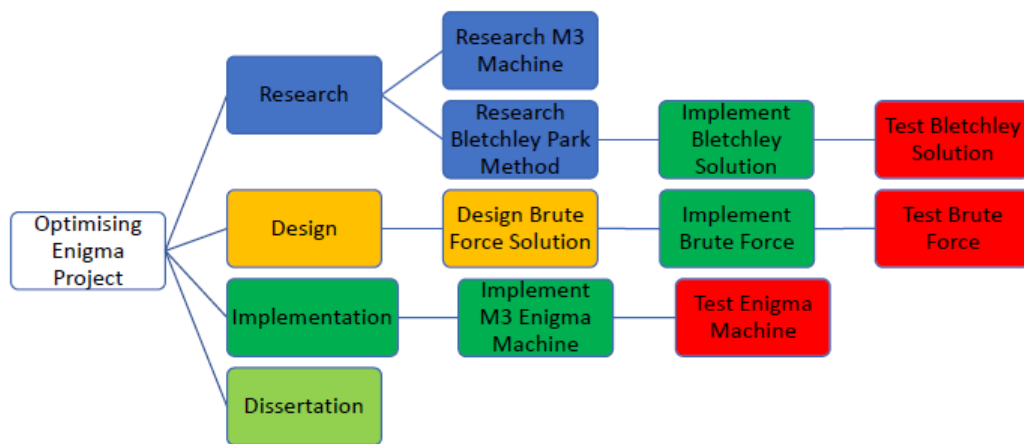 Optimising
Enigma
Project
Research
Research M3
Machine
Research
Bletchley Park
Method
Implement
Bletchley
Solution
Test Bletchley
Solution
Design
Design Brute
Force Solution
Implement
Brute Force
Test Brute
Force
Implementation
Implement
M3 Enigma
Machine
Test Enigma
Machine
Dissertation